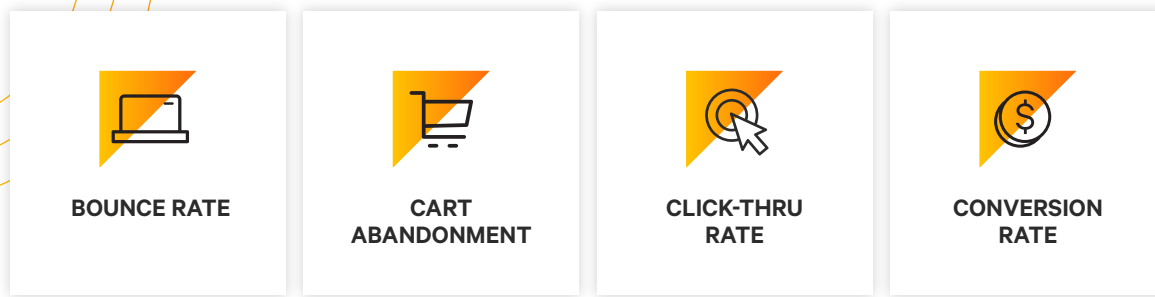 BOUNCE RATE
CART
ABANDONMENT
CLICK-THRU
RATE
CONVERSION
RATE